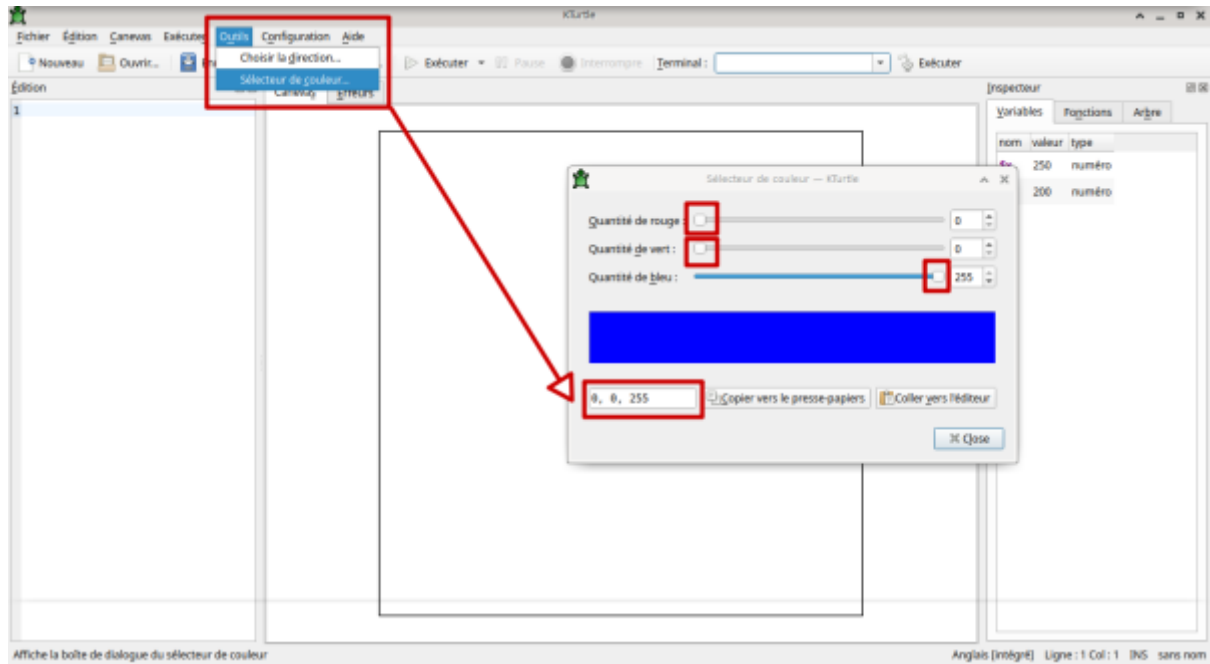 KTurtle
Fichier Édition Canevas Exécuter Outils Configuration Aide
Nouveau Ouvrir... Exécuter Pause Interrompre Terminal : Exécuter
Choisir la direction...
Sélecteur de couleur...
Édition
Canevas Erreurs
Inspecteur
1
Variables Fonctions Arbre
nom valeur type
250 numéro
200 numéro
Sélecteur de couleur — KTurtle
Quantité de rouge : 0
Quantité de vert : 0
Quantité de bleu : 255
0, 0, 255 Copier vers le presse-papiers Coller vers l'éditeur
Close
Affiche la boîte de dialogue du sélecteur de couleur
Anglais [intégré] Ligne : 1 Col : 1 INS sans nom